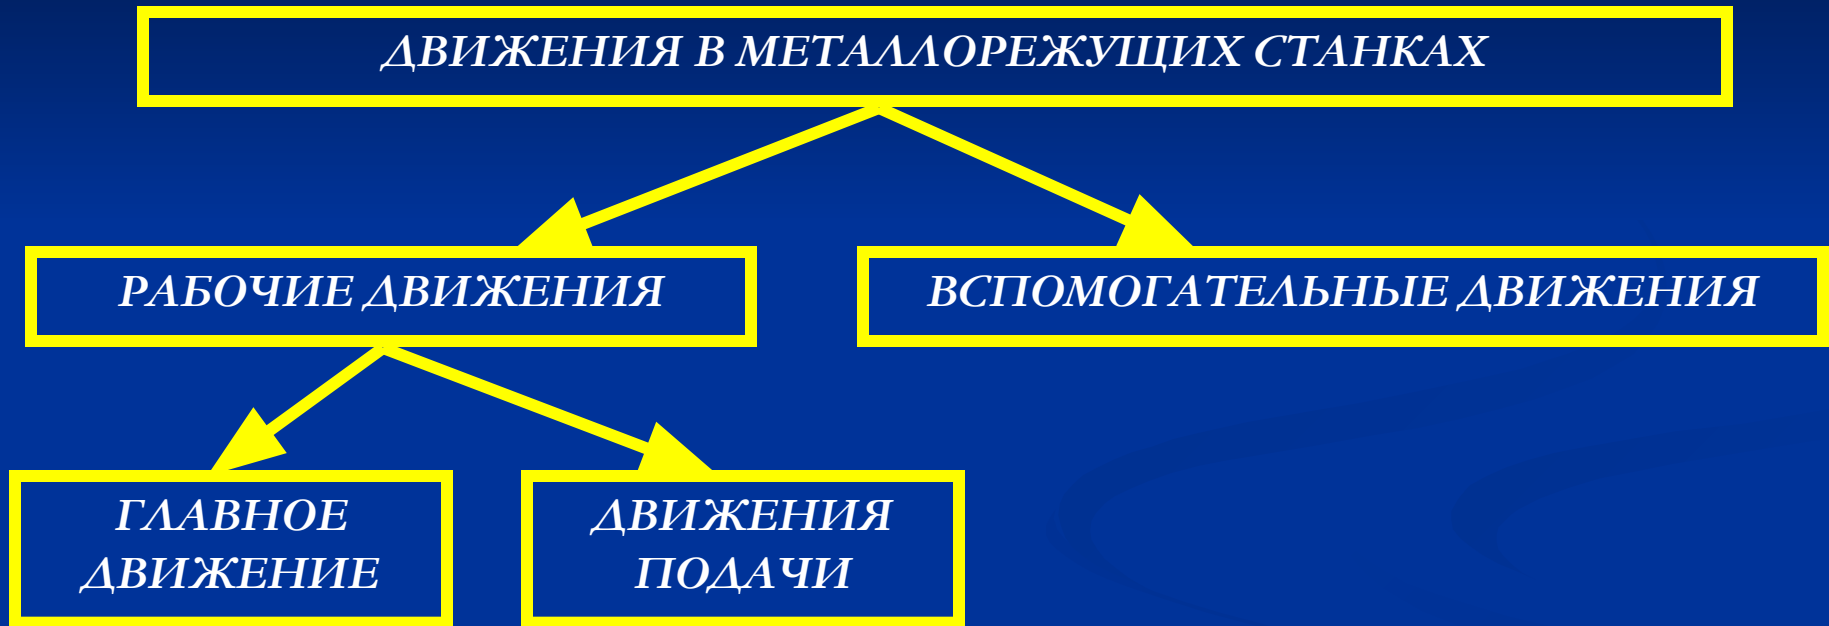 ДВИЖЕНИЯ В МЕТАЛЛОРЕЖУЩИХ СТАНКАХ
РАБОЧИЕ ДВИЖЕНИЯ
ВСПОМОГАТЕЛЬНЫЕ ДВИЖЕНИЯ
ГЛАВНОЕ
ДВИЖЕНИЕ
ДВИЖЕНИЯ
ПОДАЧИ